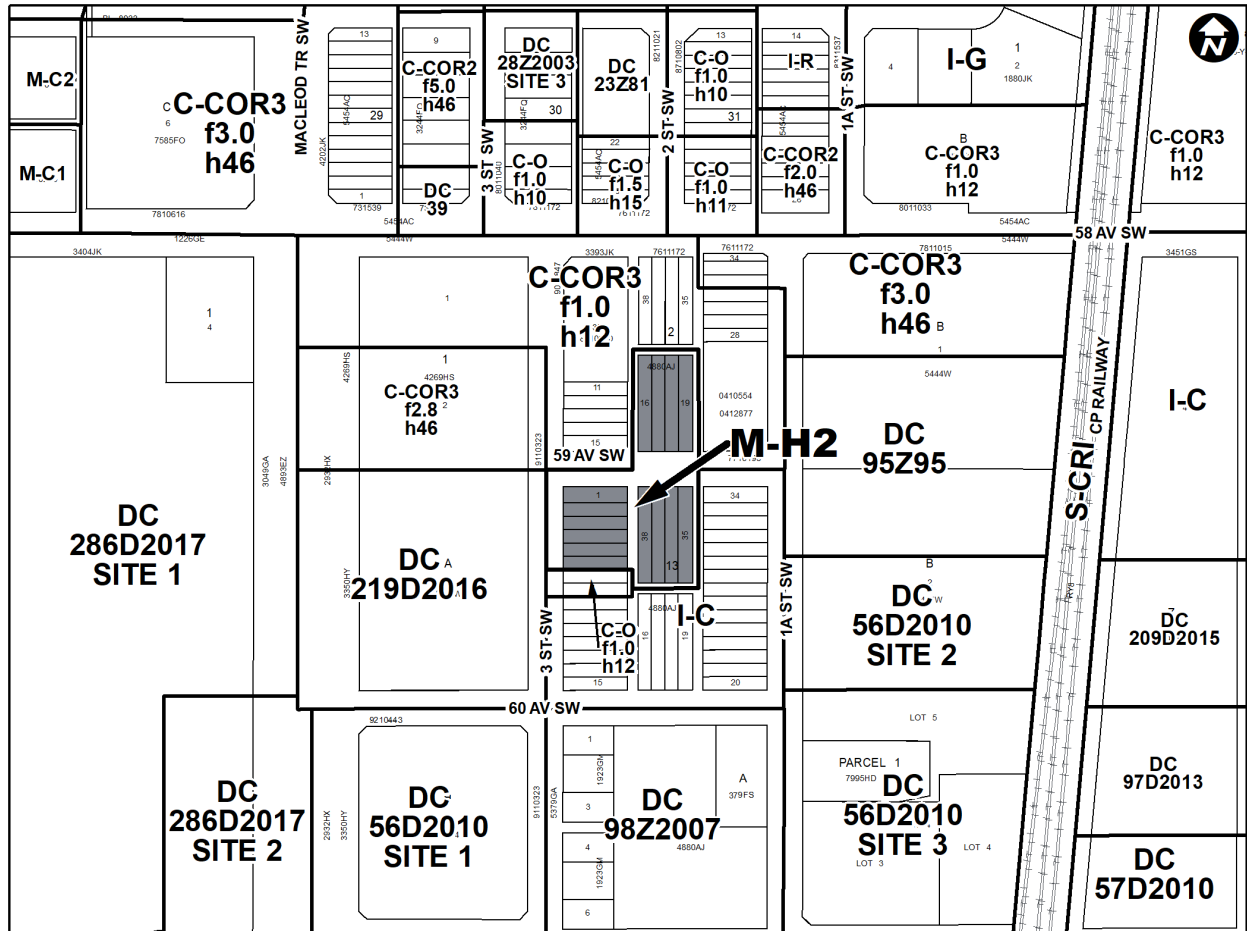 N
MACLEOD TR SW
3 ST SW
2 ST SW
1A ST SW
M-C2
M-C1
C-COR3
f3.0
h46
C
6
7585FO
7810616
13
5454AC
29
4202JK
1
731539
9
C-COR2
f5.0
h46
3244FQ
DC
39
5454AC
DC
28Z2003
SITE 3
3244FQ
30
C-O
f1.0
h10
8011040
7611172
DC
23Z81
8211021
22
5454AC
C-O
f1.5
h15
7611172
13
8710802
C-O
f1.0
h10
31
C-O
f1.0
h11
14
I-R
8311537
5454AC
C-COR2
f2.0
h46
4
I-G
1
2
1880JK
B
C-COR3
f1.0
h12
8011033
5454AC
C-COR3
f1.0
h12
58 AV SW
1226GE
5444W
3404JK
3393JK
7611172
7611172
7811015
5444W
3451GS
1
4
1
C-COR3
f1.0
h12
38
35
2
34
28
C-COR3
f3.0
h46
B
1
5444W
4269HS
1
4269HS
C-COR3
f2.8
2
h46
11
15
4880AJ
16
19
0410554
0412877
M-H2
59 AV SW
9110323
3049GA
4893EZ
2932HX
DC
95Z95
I-C
S-CRI
CP RAILWAY
DC
286D2017
SITE 1
DC
A
219D2016
3350HY
1
38
35
13
34
1A ST SW
B
2
DC
56D2010
SITE 2
DC
209D2015
3 ST SW
C-O
f1.0
h12
4880AJ
I-C
16
19
15
20
60 AV SW
9210443
DC
286D2017
SITE 2
2932HX
3350HY
DC
56D2010
SITE 1
9110323
5379GA
1
1923GM
3
4
1923GM
6
DC
98Z2007
4880AJ
A
379FS
LOT 5
PARCEL 1
7995HD
DC
56D2010
SITE 3
LOT 3
LOT 4
DC
97D2013
DC
57D2010